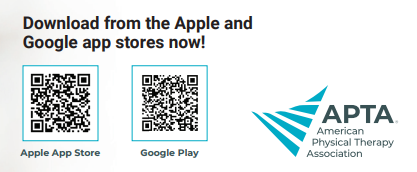 Download from the Apple and
Google app stores now!
Apple App Store
Google Play
APTA®
American
Physical Therapy
Association